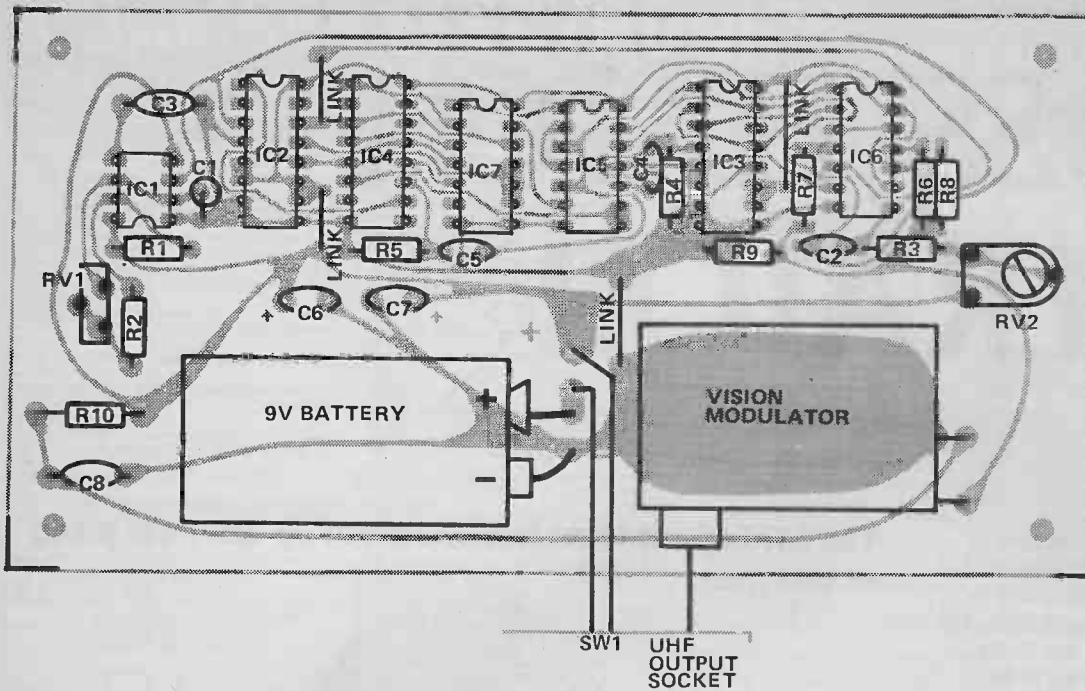 LINK
LINK
C3
C1
IC2
IC4
IC7
IC5
C4
R4
IC3
R7
IC6
R6
R8
IC1
R1
LINK
R5
C5
R9
C2
R3
RV1
R2
C6
C7
LINK
RV2
+
+
+
R10
9V BATTERY
+
VISION
MODULATOR
C8
−
SW1
UHF
OUTPUT
SOCKET